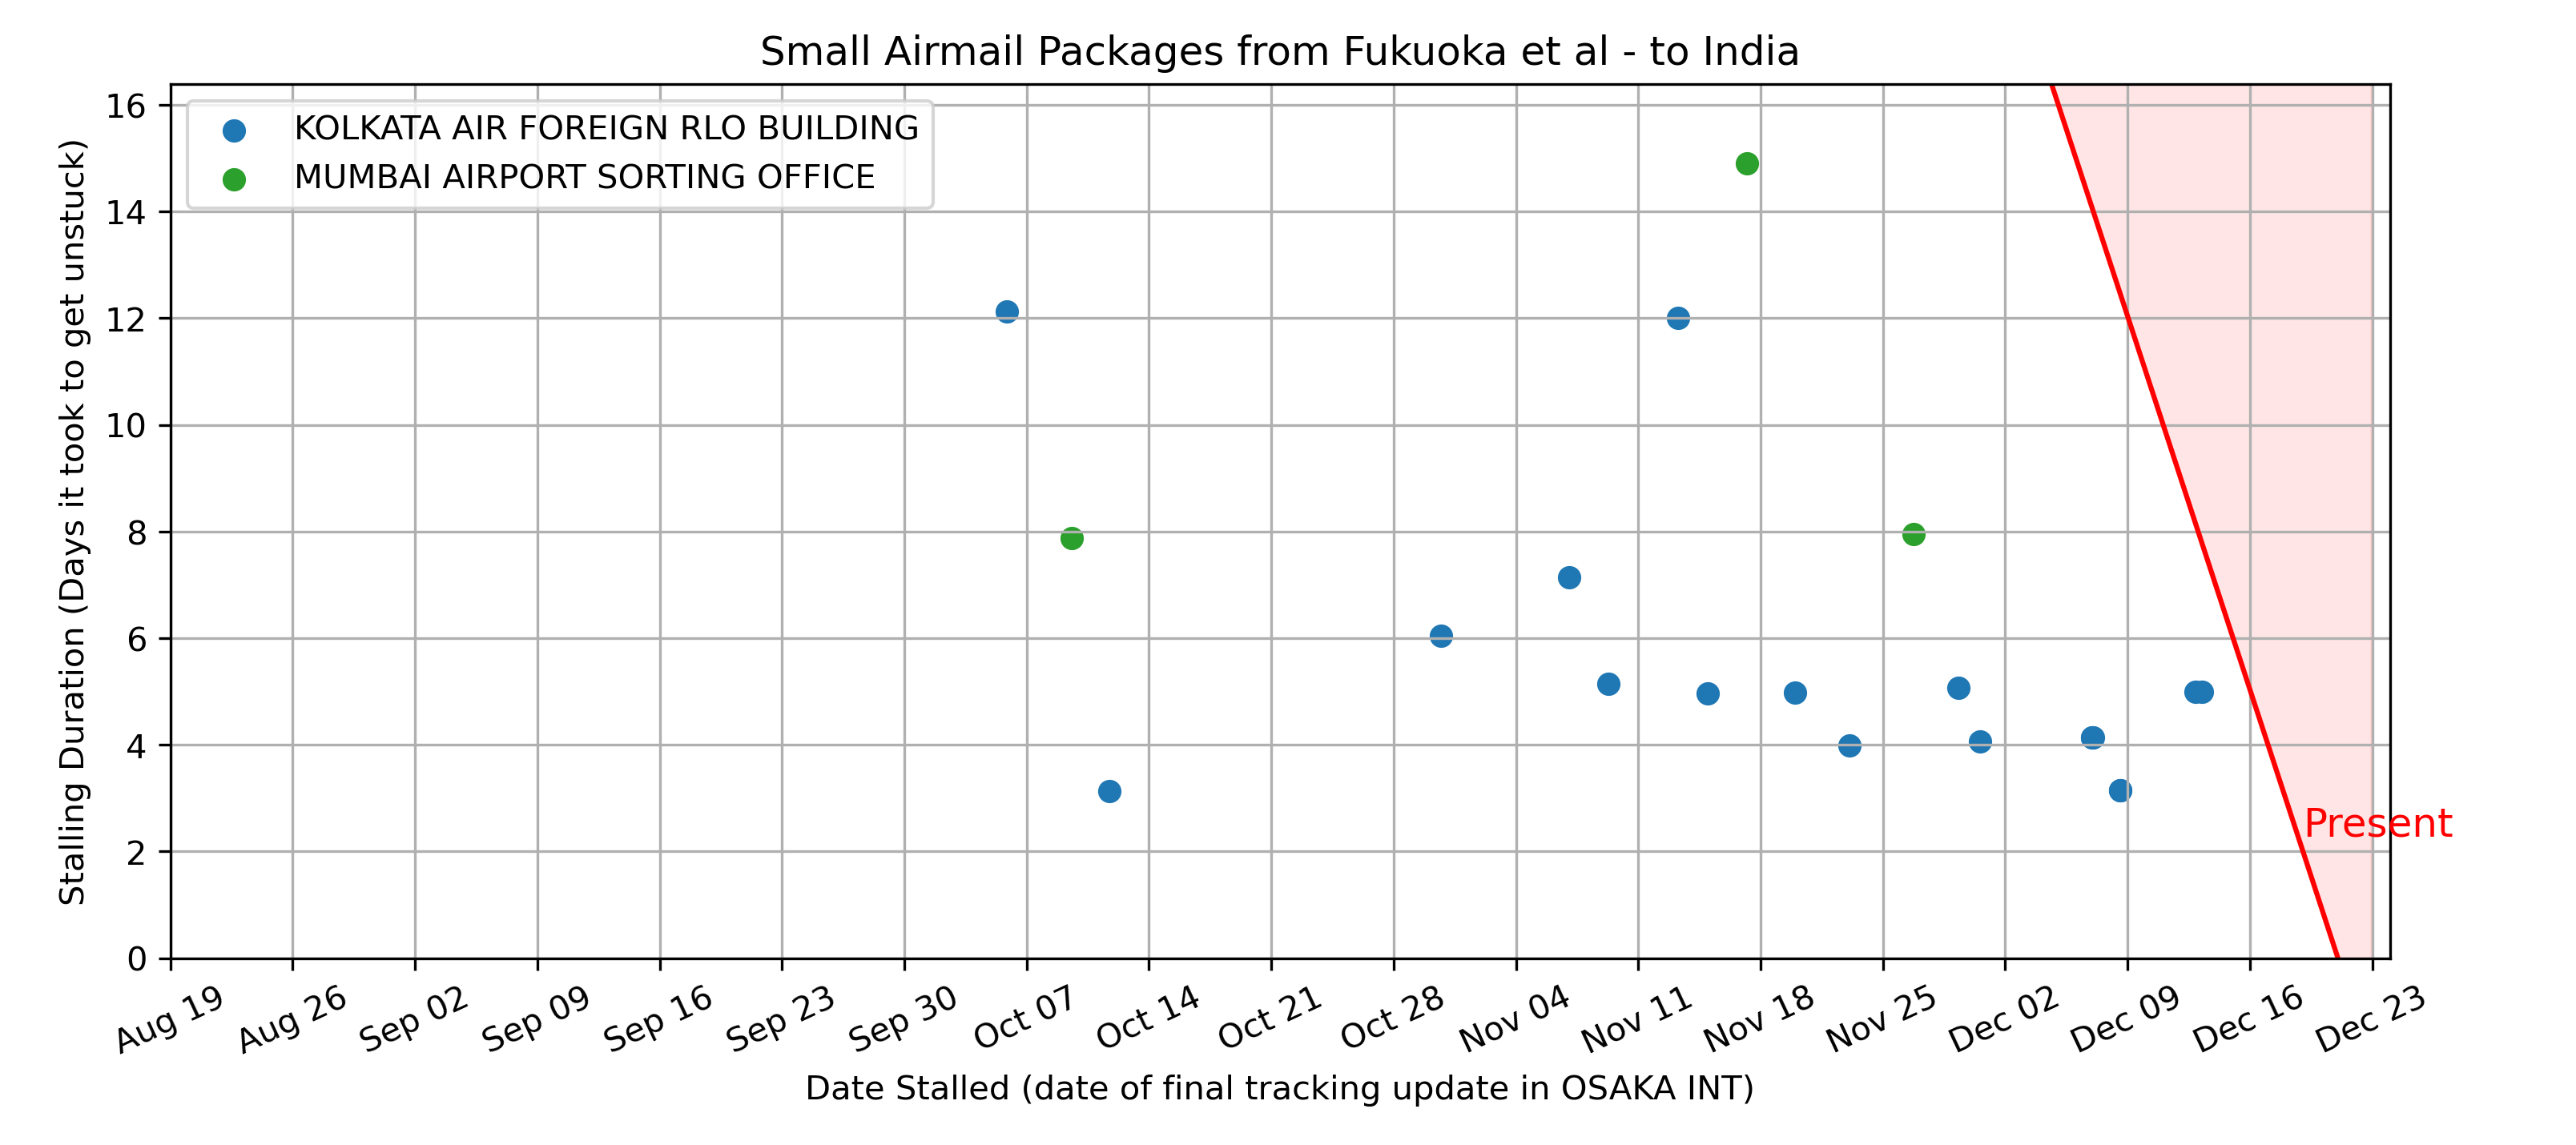 Small Airmail Packages from Fukuoka et al - to India
KOLKATA AIR FOREIGN RLO BUILDING
MUMBAI AIRPORT SORTING OFFICE
Stalling Duration (Days it took to get unstuck)
16
14
12
10
8
6
4
2
0
Present
Aug 19
Aug 26
Sep 02
Sep 09
Sep 16
Sep 23
Sep 30
Oct 07
Oct 14
Oct 21
Oct 28
Nov 04
Nov 11
Nov 18
Nov 25
Dec 02
Dec 09
Dec 16
Dec 23
Date Stalled (date of final tracking update in OSAKA INT)